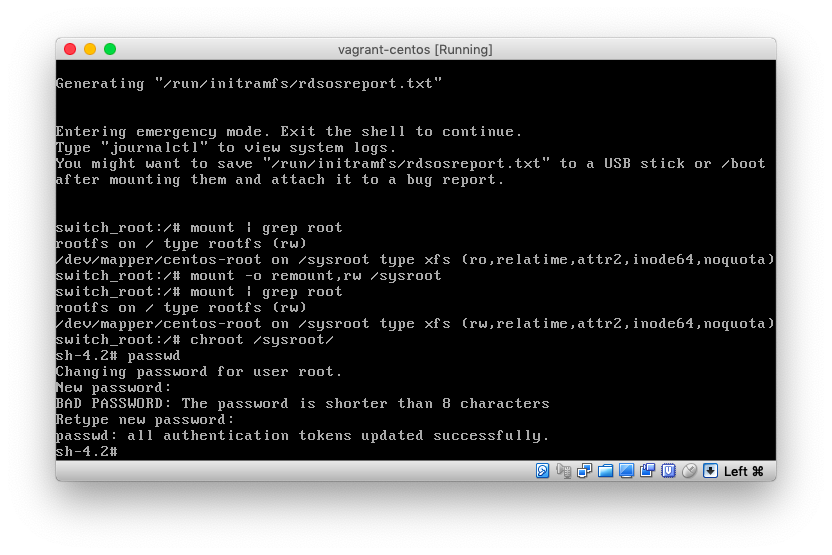 vagrant-centos [Running]
Generating "/run/initramfs/rdsosreport.txt"
Entering emergency mode. Exit the shell to continue.
Type "journalctl" to view system logs.
You might want to save "/run/initramfs/rdsosreport.txt" to a USB stick or /boot
after mounting them and attach it to a bug report.
switch_root:/# mount | grep root
rootfs on / type rootfs (rw)
/dev/mapper/centos-root on /sysroot type xfs (ro,relatime,attr2,inode64,noquota)
switch_root:/# mount -o remount,rw /sysroot
switch_root:/# mount | grep root
rootfs on / type rootfs (rw)
/dev/mapper/centos-root on /sysroot type xfs (rw,relatime,attr2,inode64,noquota)
switch_root:/# chroot /sysroot/
sh-4.2# passwd
Changing password for user root.
New password:
BAD PASSWORD: The password is shorter than 8 characters
Retype new password:
passwd: all authentication tokens updated successfully.
sh-4.2#
Left ⌘